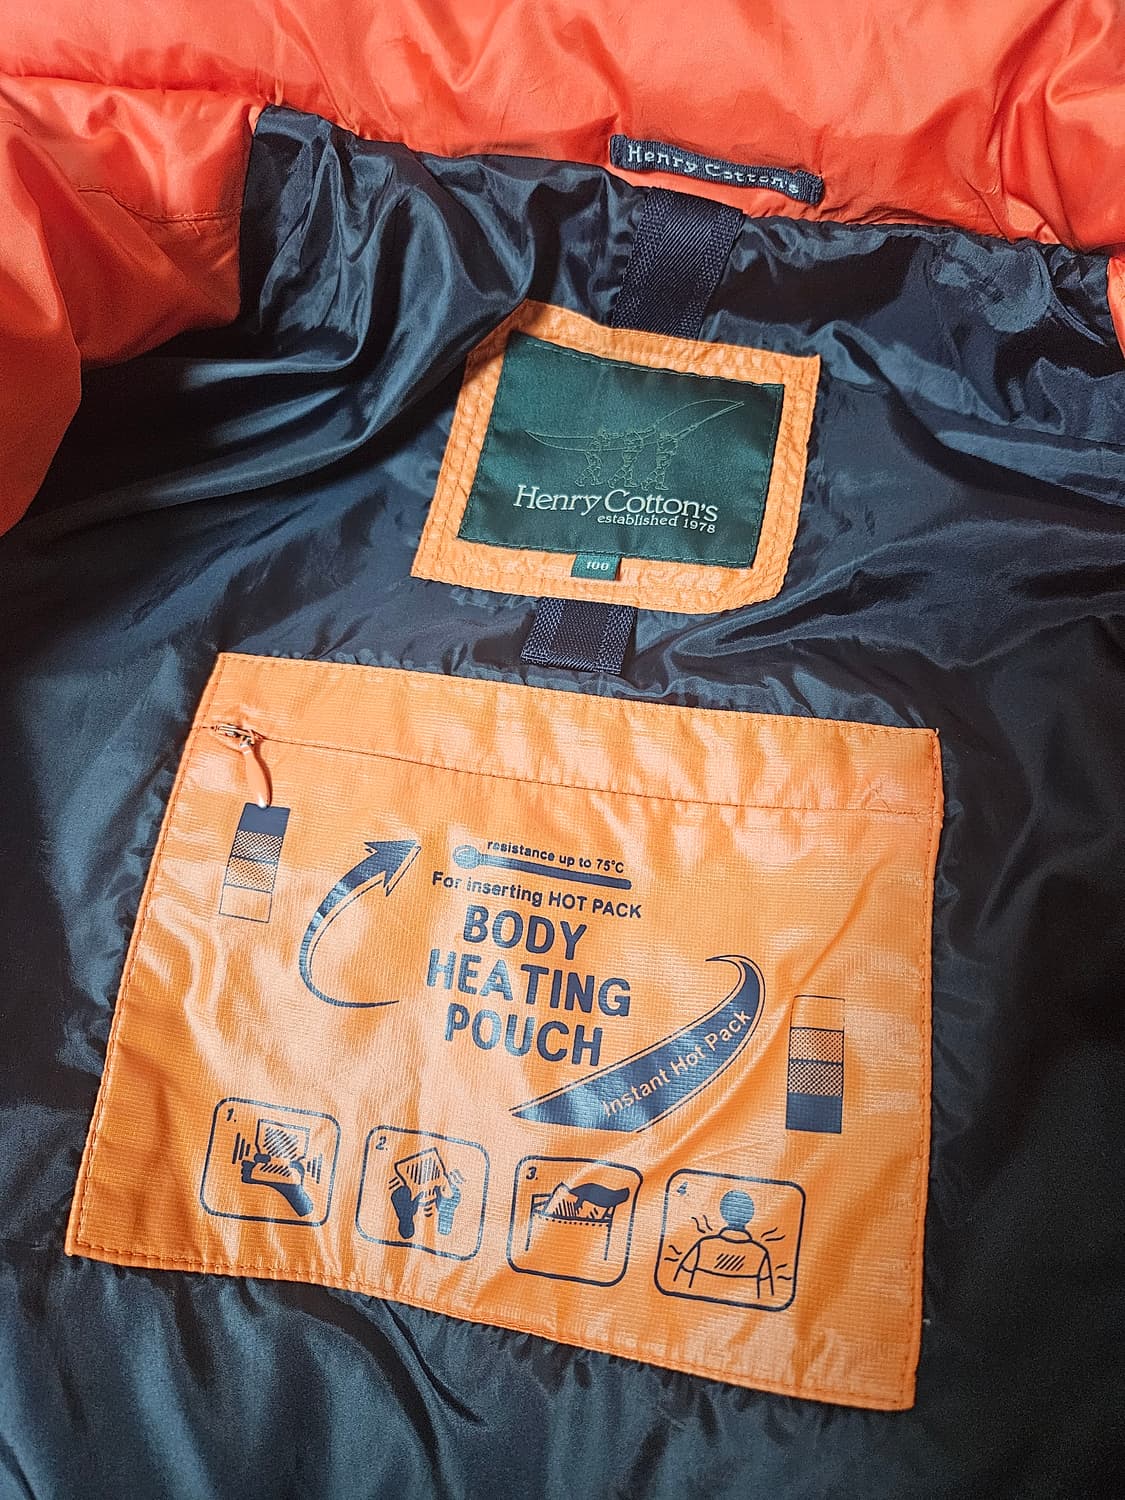 Henry Cotton's
Henry Cotton's
established 1978
100
resistance up to 75°C
For inserting HOT PACK
BODY
HEATING
POUCH
Instant Hot Pack
1.
2.
3.
4